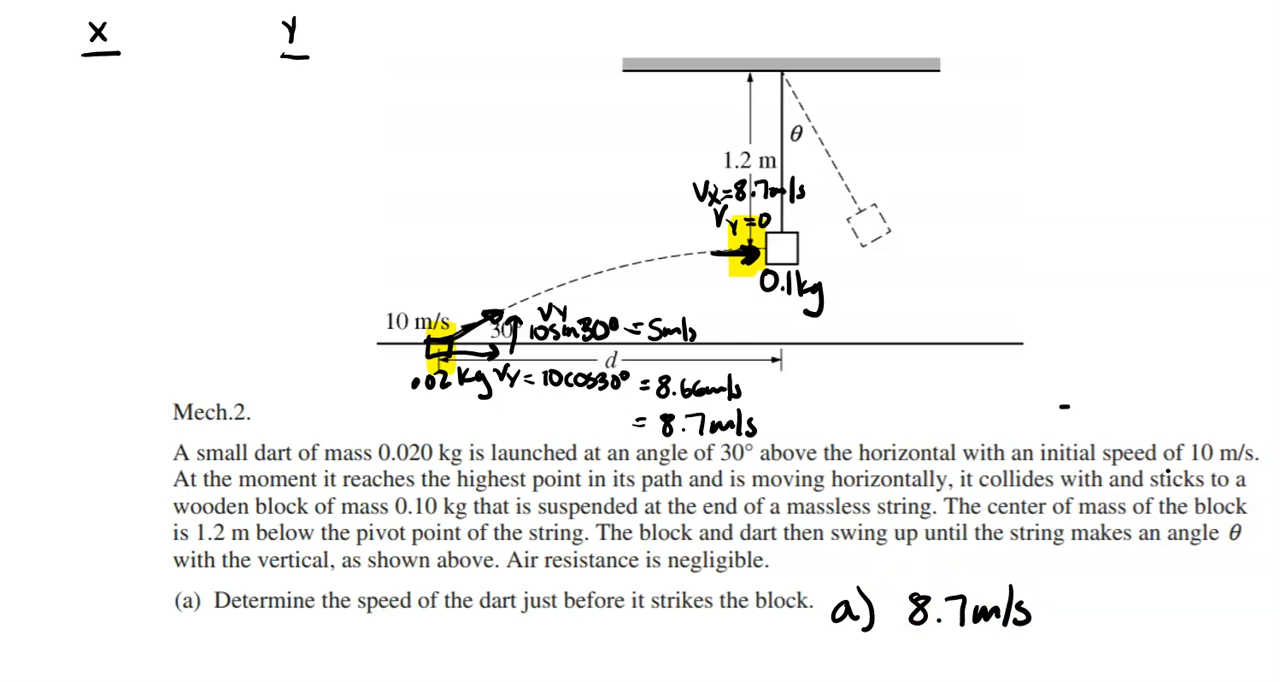 X Y
θ
1.2 m
Vx=8.7m/s
Vy=0
0.1kg
10 m/s
30°
Vy
10sin30° = 5m/s
d
.02 kg
Vy = 10cos30° = 8.66m/s
= 8.7m/s
Mech.2.
A small dart of mass 0.020 kg is launched at an angle of 30° above the horizontal with an initial speed of 10 m/s.
At the moment it reaches the highest point in its path and is moving horizontally, it collides with and sticks to a
wooden block of mass 0.10 kg that is suspended at the end of a massless string. The center of mass of the block
is 1.2 m below the pivot point of the string. The block and dart then swing up until the string makes an angle θ
with the vertical, as shown above. Air resistance is negligible.
(a) Determine the speed of the dart just before it strikes the block.
a) 8.7m/s